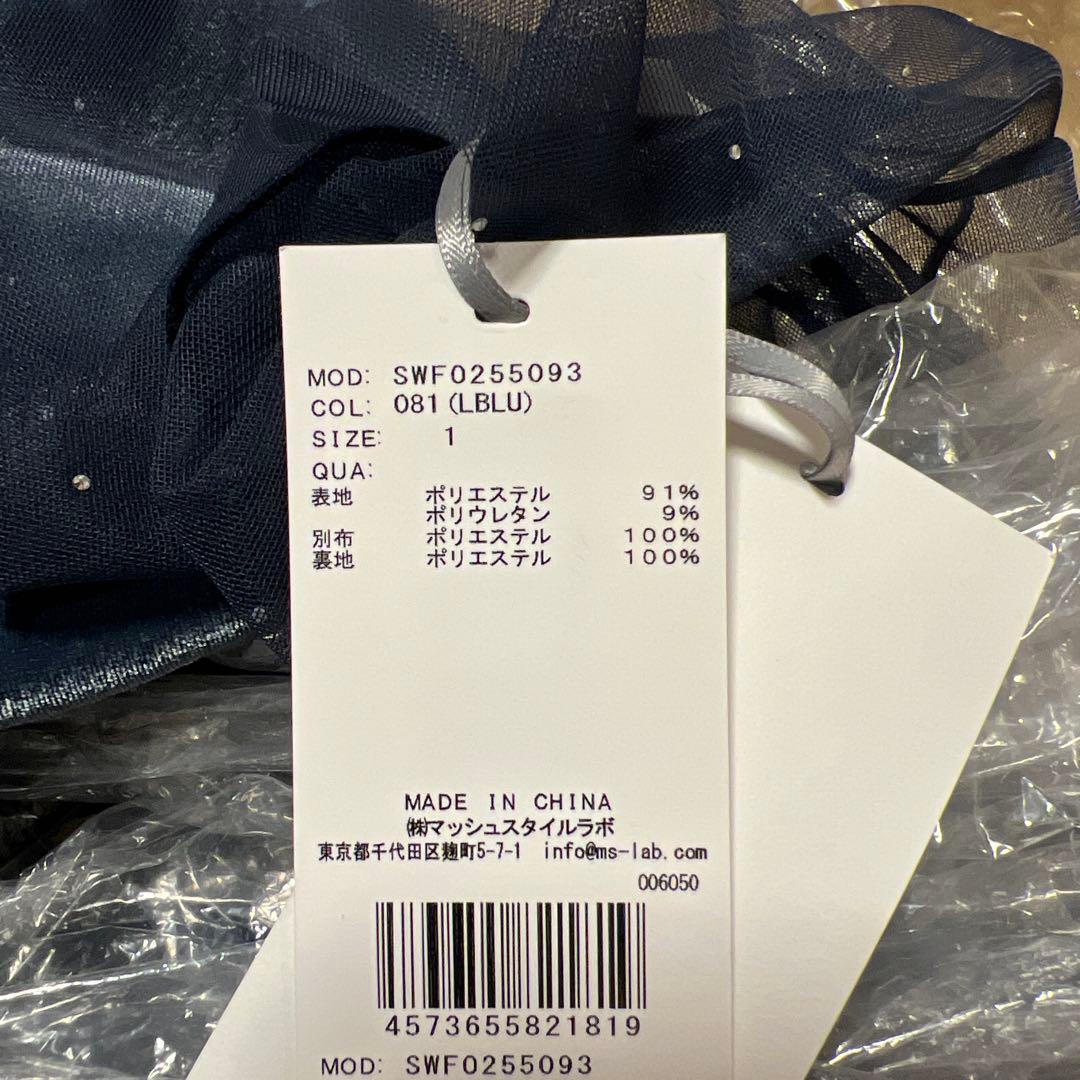 MOD: SWF0255093
COL: 081(LBLU)
SIZE: 1
QUA:
表地 ポリエステル 91%
ポリウレタン 9%
別布 ポリエステル 100%
裏地 ポリエステル 100%
MADE IN CHINA
㈱マッシュスタイルラボ
東京都千代田区麹町5-7-1 info@ms-lab.com
006050
4573655821819
MOD: SWF0255093